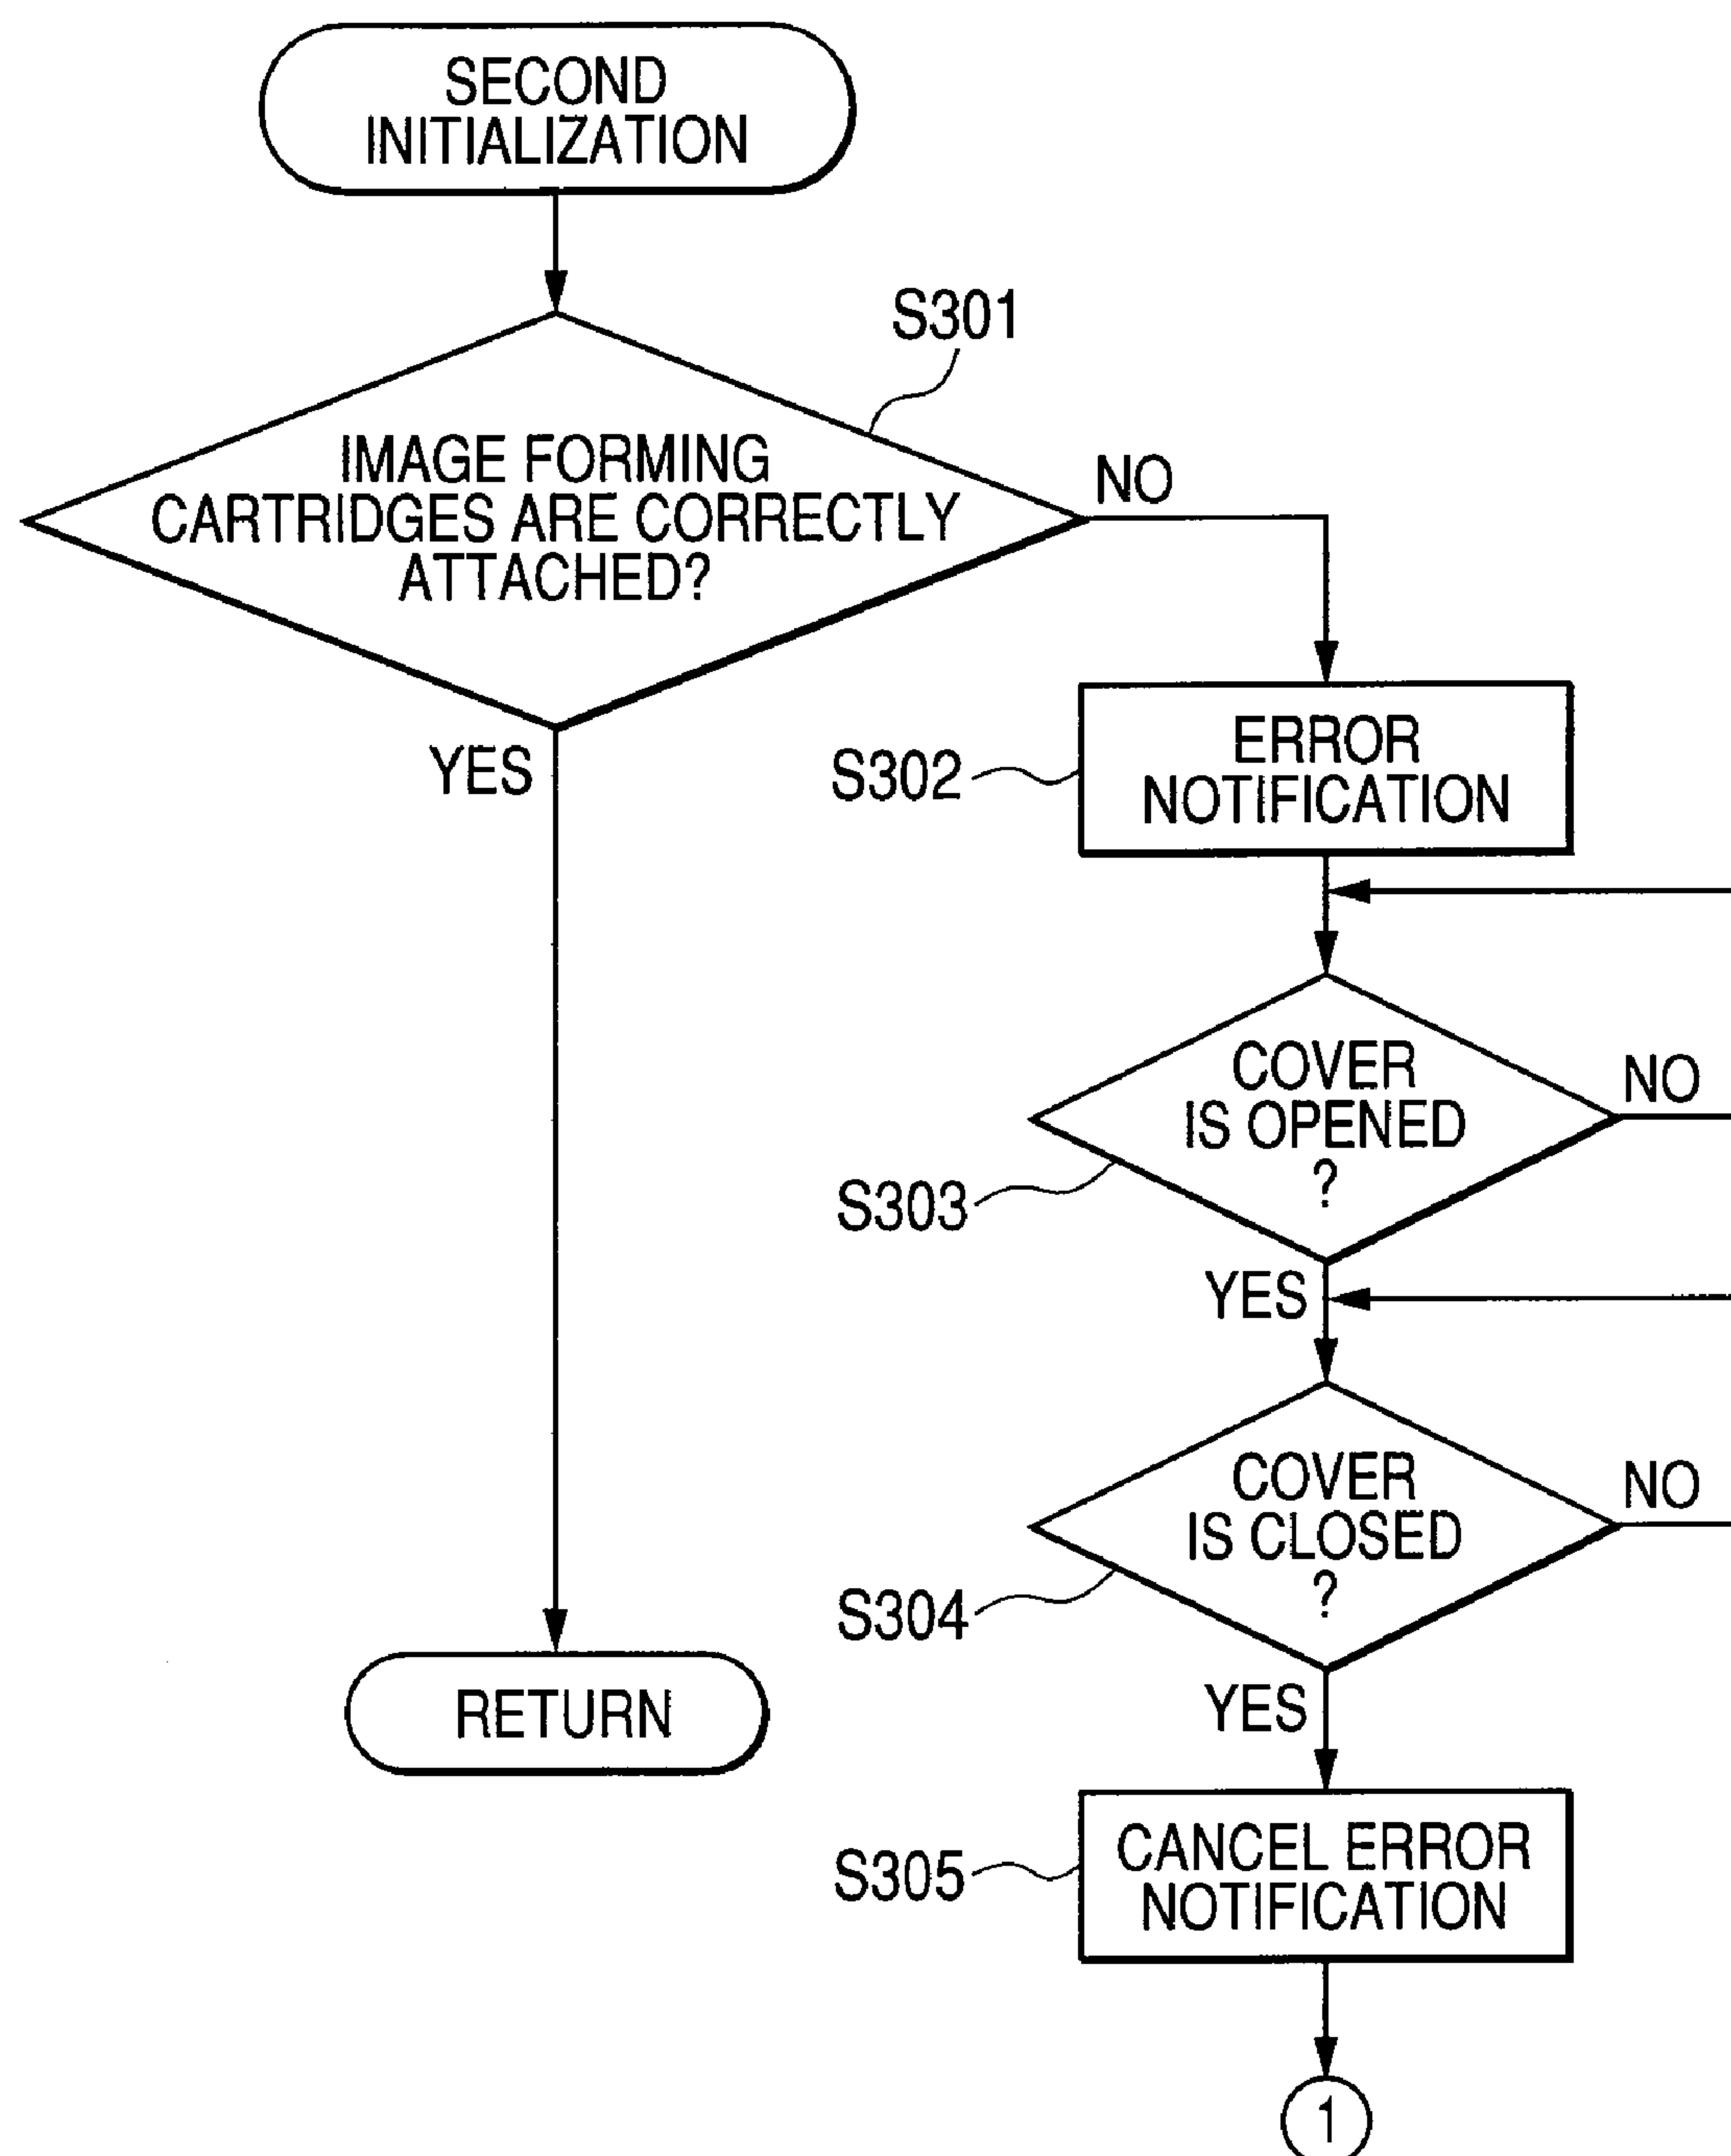 SECOND
INITIALIZATION
S301
IMAGE FORMING
CARTRIDGES ARE CORRECTLY
ATTACHED?
NO
YES
S302
ERROR
NOTIFICATION
COVER
IS OPENED
?
NO
S303
YES
COVER
IS CLOSED
?
NO
S304
YES
RETURN
S305
CANCEL ERROR
NOTIFICATION
1